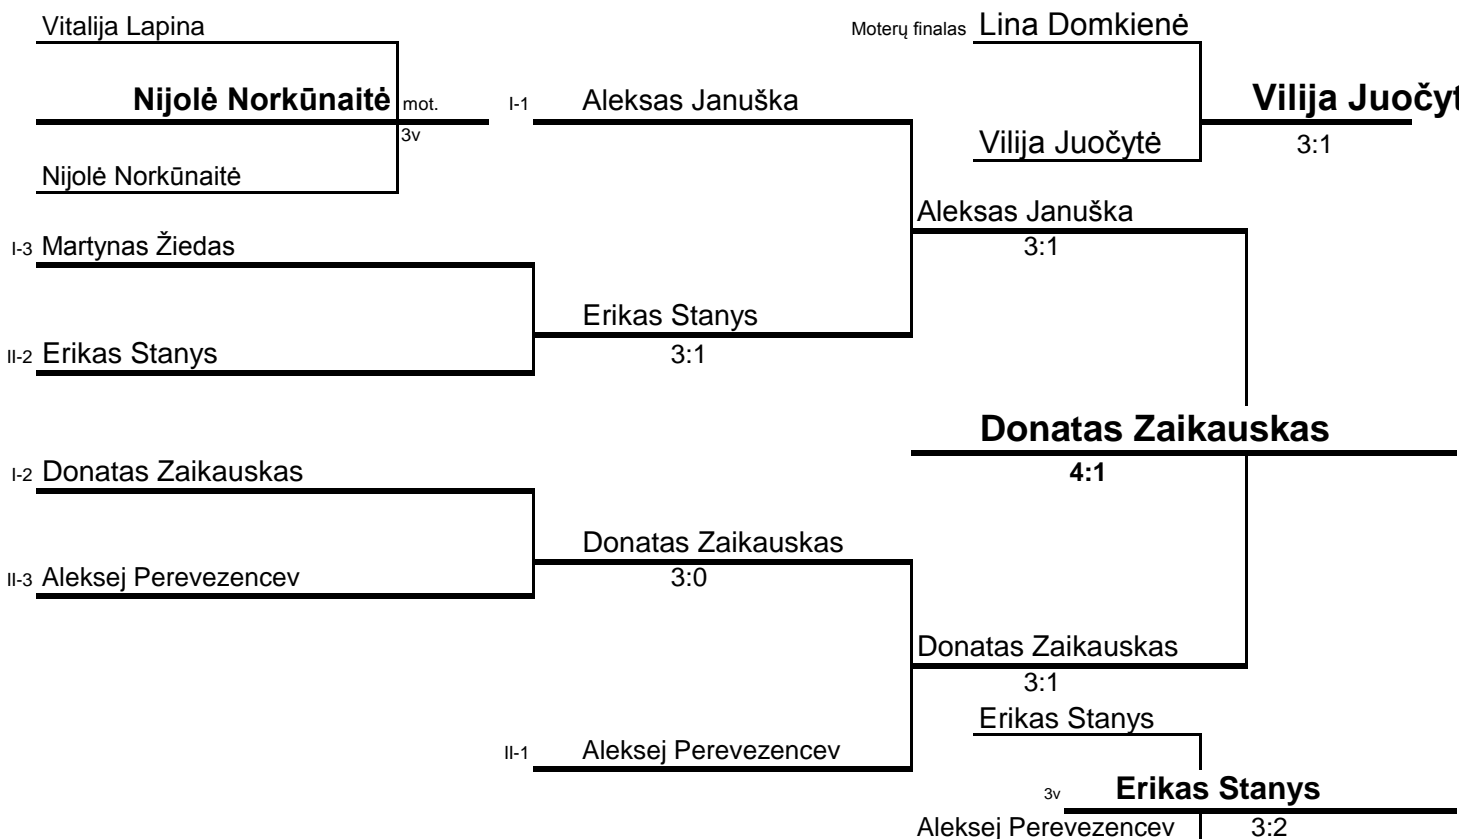 Vitalija Lapina
Moterų finalas Lina Domkienė
Nijolė Norkūnaitė mot.
I-1 Aleksas Januška
Vilija Juočyt
3v
Vilija Juočytė
3:1
Nijolė Norkūnaitė
Aleksas Januška
I-3 Martynas Žiedas
3:1
Erikas Stanys
II-2 Erikas Stanys
3:1
Donatas Zaikauskas
I-2 Donatas Zaikauskas
4:1
Donatas Zaikauskas
II-3 Aleksej Perevezencev
3:0
Donatas Zaikauskas
3:1
Erikas Stanys
II-1 Aleksej Perevezencev
3v Erikas Stanys
Aleksej Perevezencev
3:2